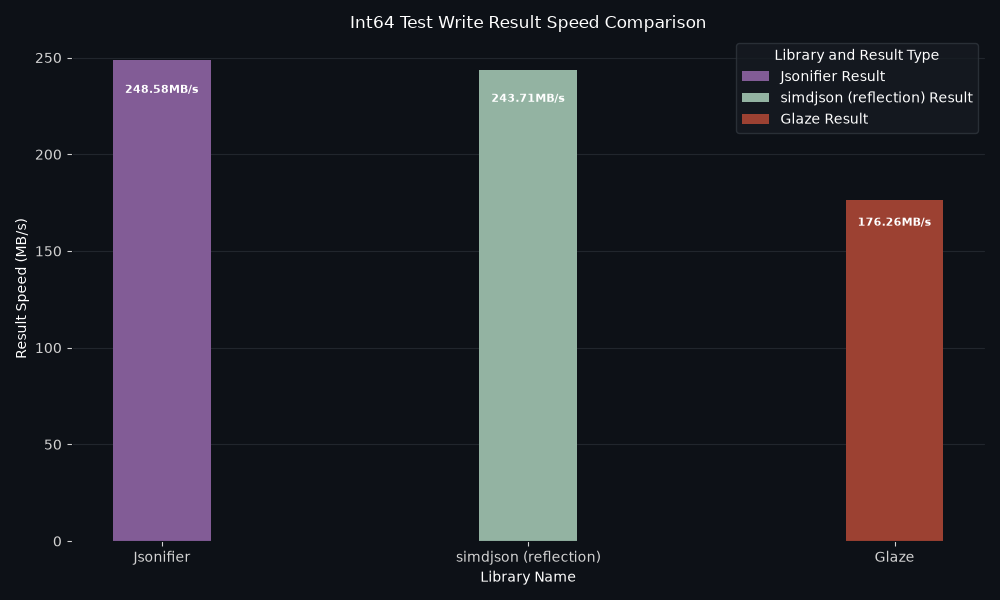 Int64 Test Write Result Speed Comparison
Library and Result Type
Jsonifier Result
simdjson (reflection) Result
Glaze Result
Result Speed (MB/s)
250
200
150
100
50
0
248.58MB/s
243.71MB/s
176.26MB/s
Jsonifier
simdjson (reflection)
Glaze
Library Name